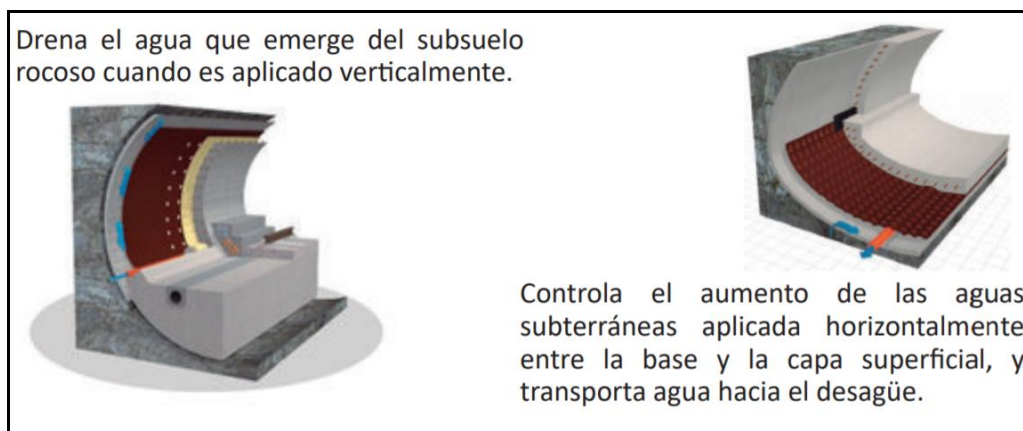 Drena el agua que emerge del subsuelo
rocoso cuando es aplicado verticalmente.
Controla el aumento de las aguas
subterráneas aplicada horizontalmente
entre la base y la capa superficial, y
transporta agua hacia el desagüe.